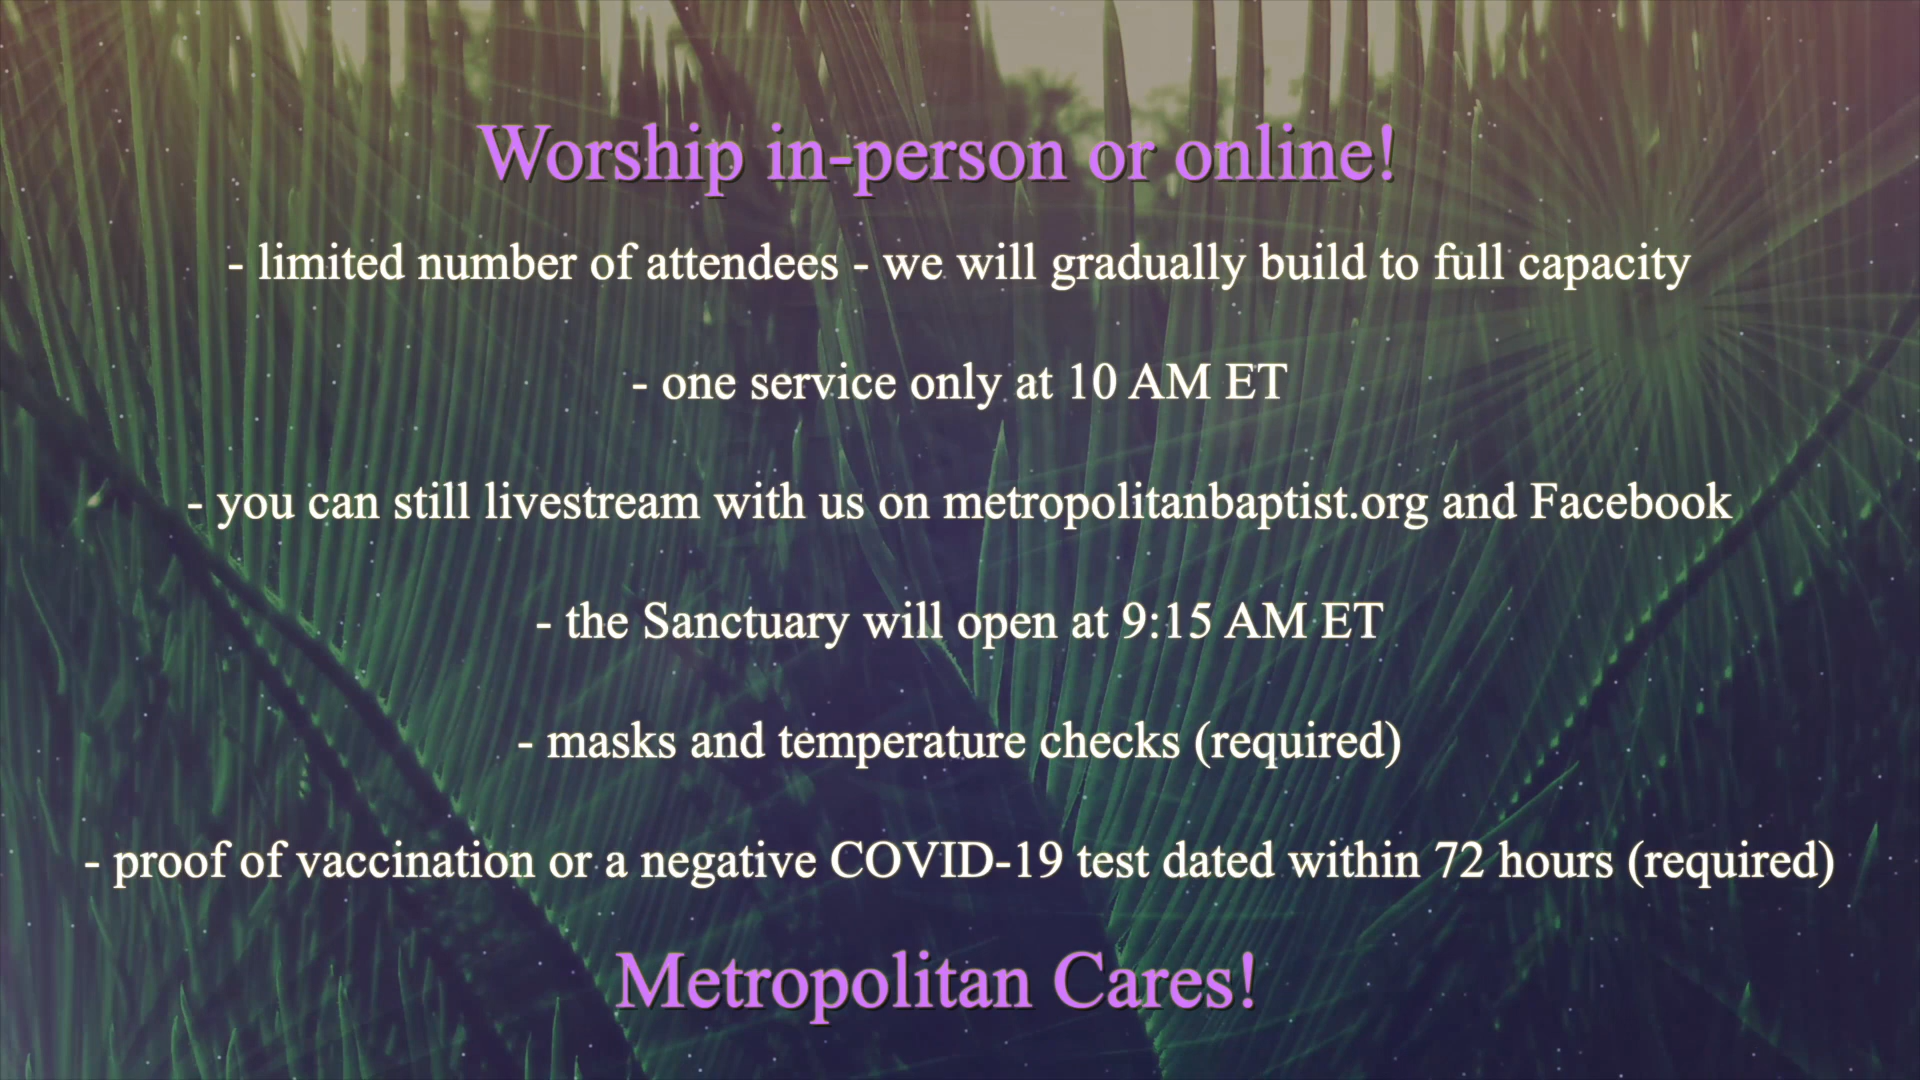 Worship in-person or online!
- limited number of attendees - we will gradually build to full capacity
- one service only at 10 AM ET
- you can still livestream with us on metropolitanbaptist.org and Facebook
- the Sanctuary will open at 9:15 AM ET
- masks and temperature checks (required)
- proof of vaccination or a negative COVID-19 test dated within 72 hours (required)
Metropolitan Cares!